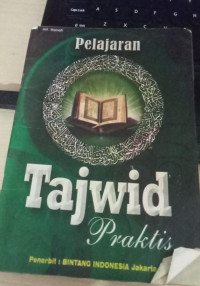 Pelajaran
Tajwid
Praktis
Penerbit : BINTANG INDONESIA Jakarta